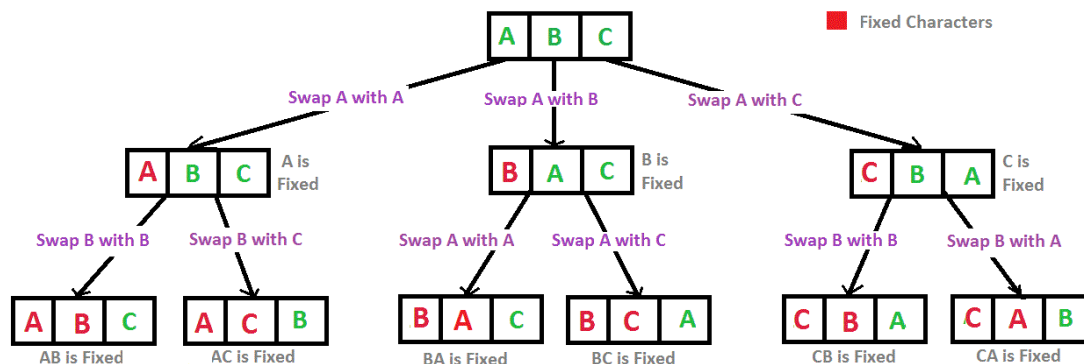 A B C
Fixed Characters
Swap A with A
Swap A with B
Swap A with C
A B C
A is
Fixed
B A C
B is
Fixed
C B A
C is
Fixed
Swap B with B
Swap B with C
Swap A with A
Swap A with C
Swap B with B
Swap B with A
A B C
A C B
B A C
B C A
C B A
C A B
AB is Fixed
AC is Fixed
BA is Fixed
BC is Fixed
CB is Fixed
CA is Fixed